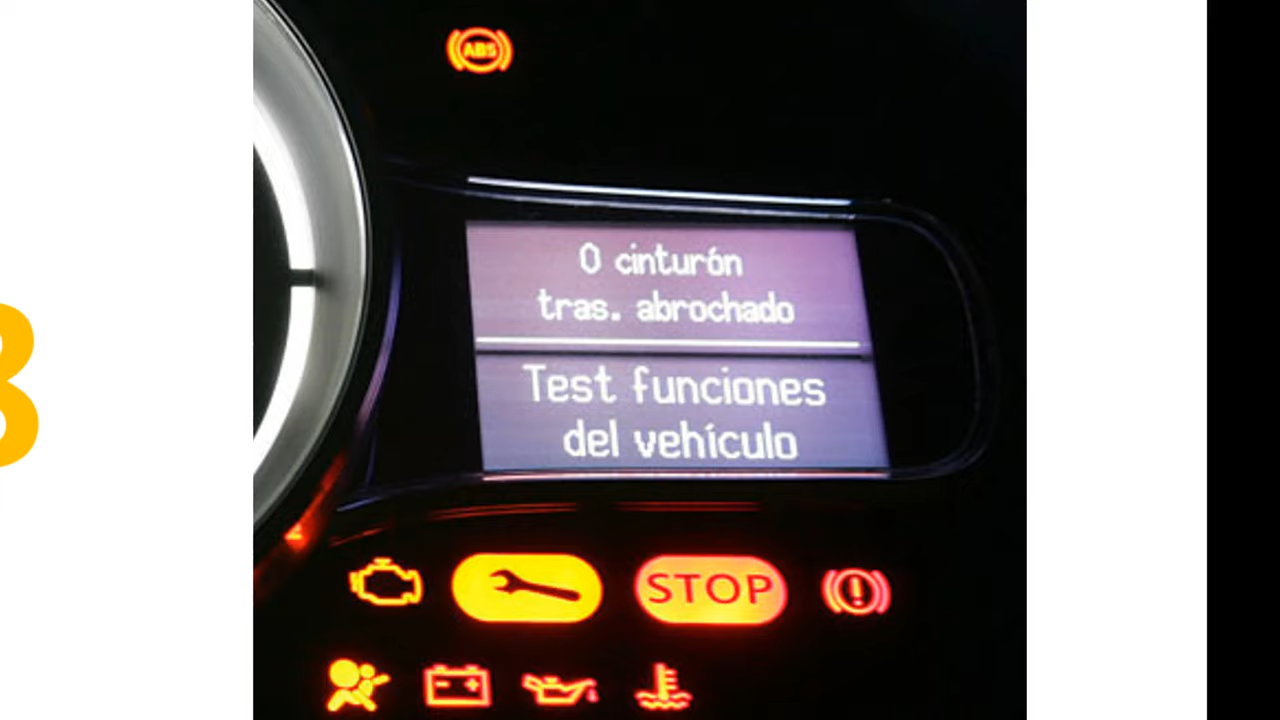 ABS
0 cinturón
tras. abrochado
Test funciones
del vehículo
STOP